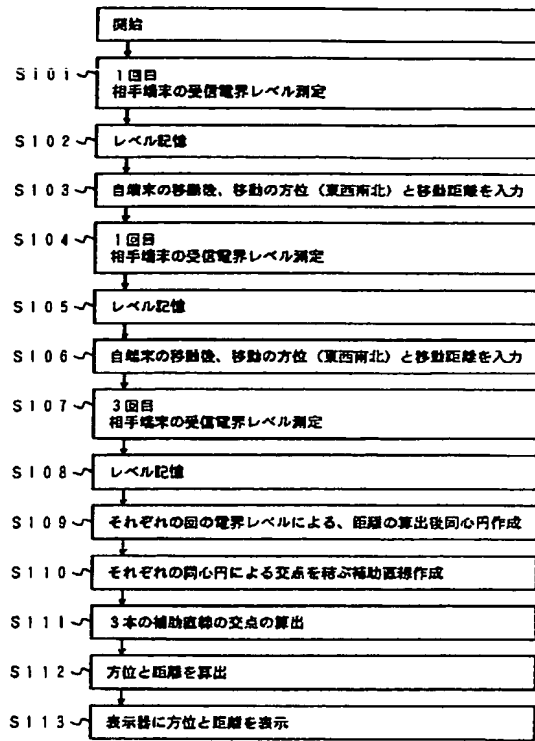 開始
S101
1回目
相手端末の受信電界レベル測定
S102
レベル記憶
S103
自端末の移動後、移動の方位(東西南北)と移動距離を入力
S104
1回目
相手端末の受信電界レベル測定
S105
レベル記憶
S106
自端末の移動後、移動の方位(東西南北)と移動距離を入力
S107
3回目
相手端末の受信電界レベル測定
S108
レベル記憶
S109
それぞれの回の電界レベルによる、距離の算出後同心円作成
S110
それぞれの同心円による交点を結ぶ補助直線作成
S111
3本の補助直線の交点の算出
S112
方位と距離を算出
S113
表示器に方位と距離を表示